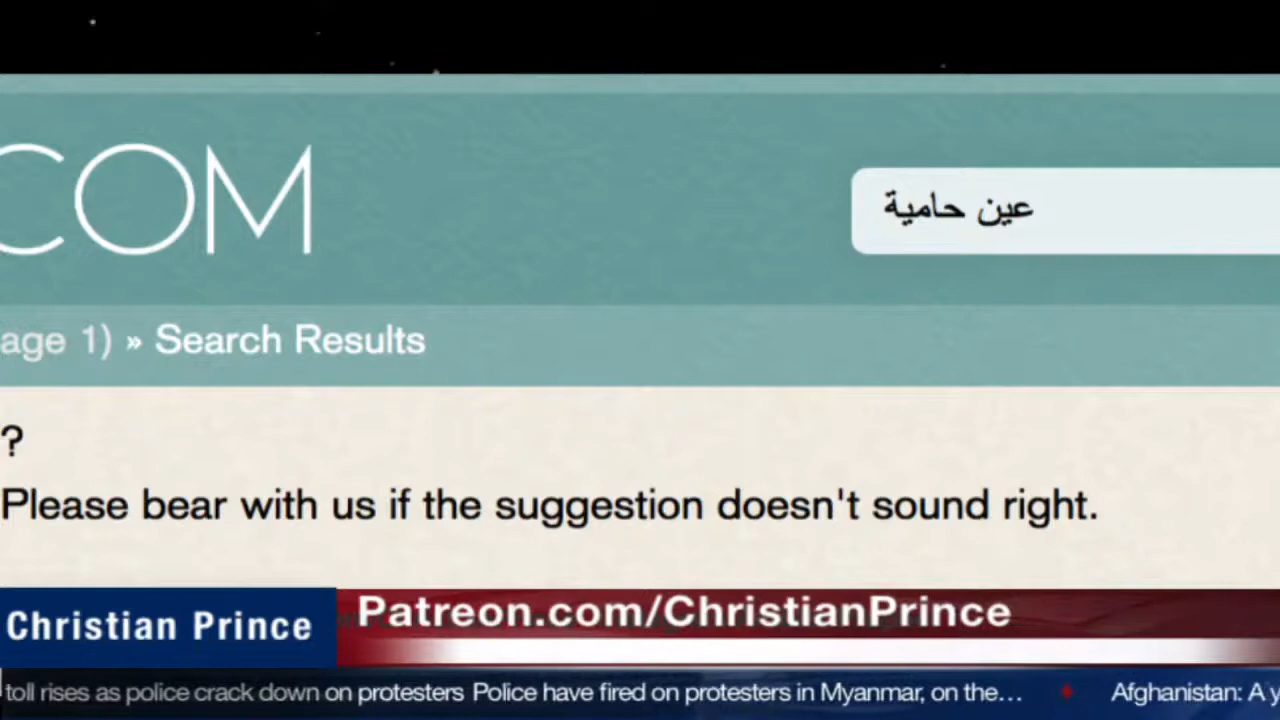 COM
عين حامية
age 1) » Search Results
?
Please bear with us if the suggestion doesn't sound right.
Christian Prince
Patreon.com/ChristianPrince
toll rises as police crack down on protesters Police have fired on protesters in Myanmar, on the... Afghanistan: A y